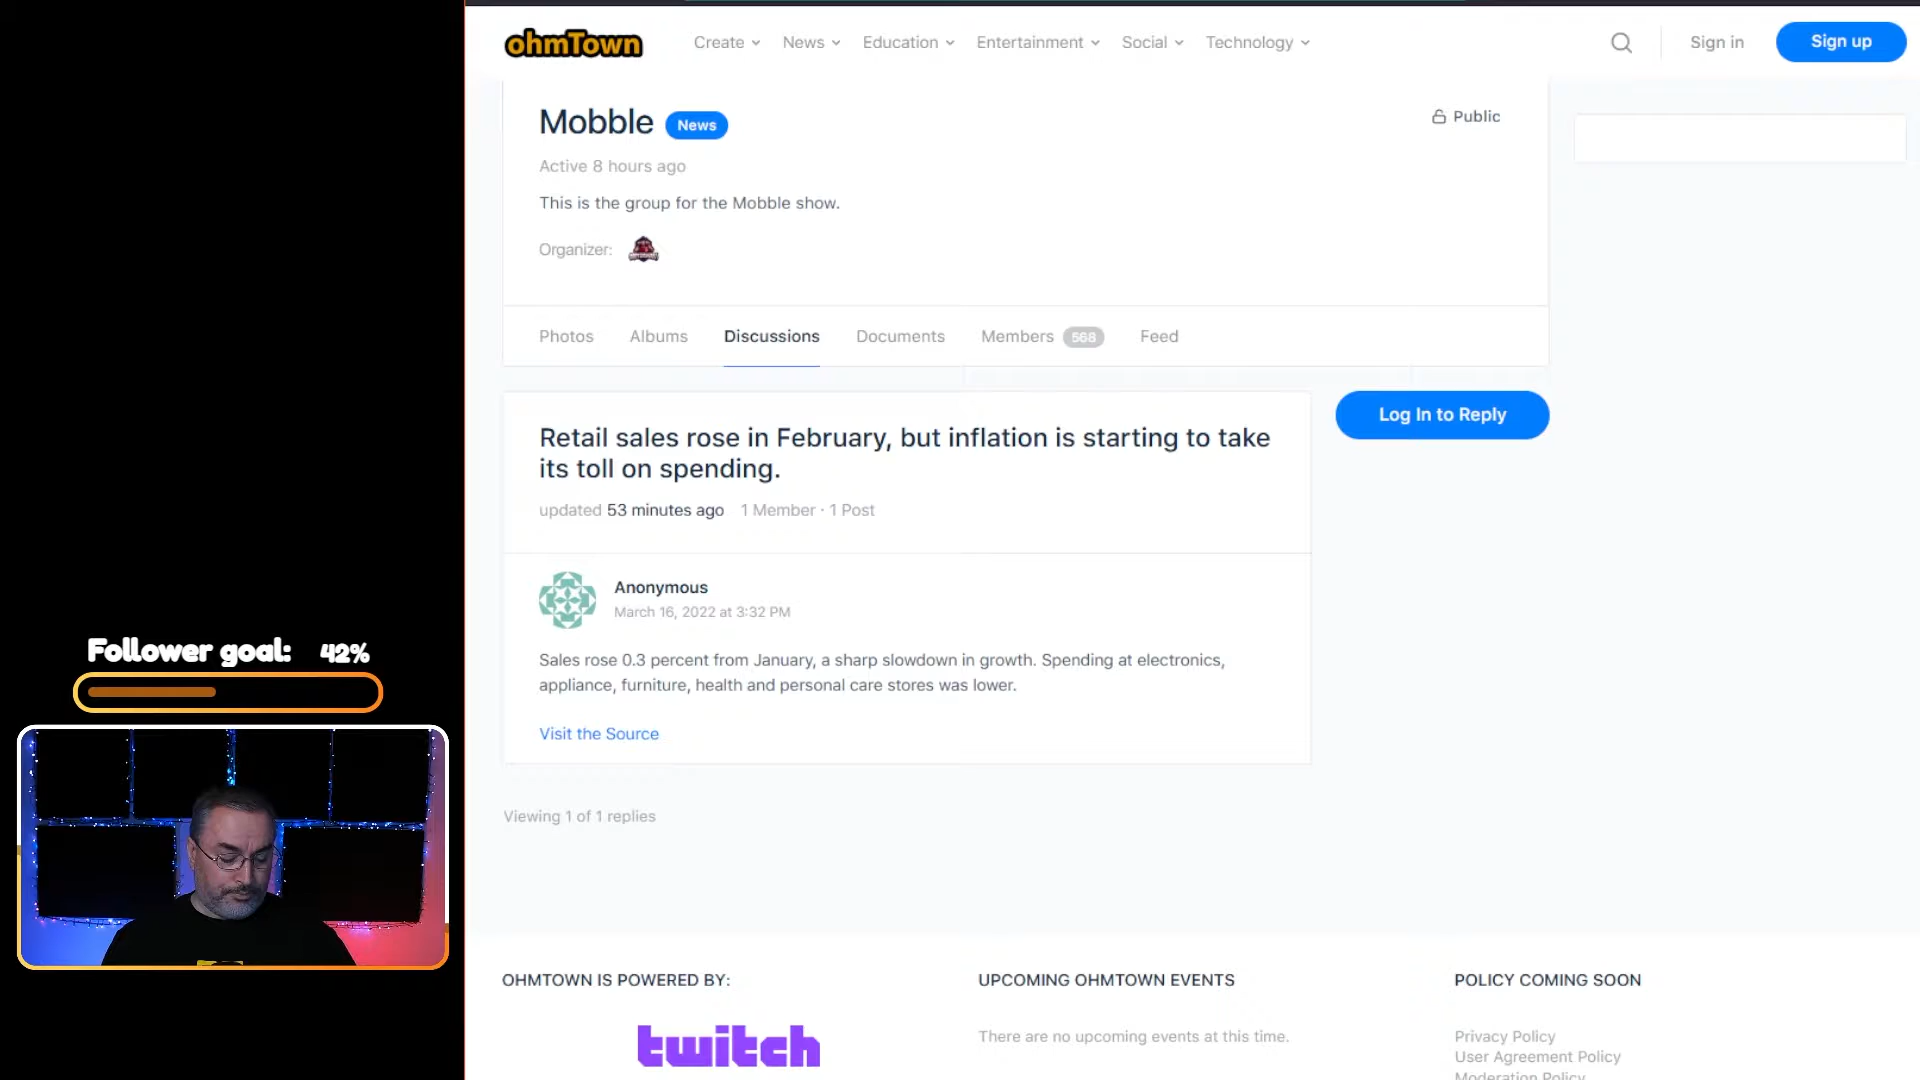 ohmTown
Create
News
Education
Entertainment
Social
Technology
Sign in
Sign up
Mobble
News
Public
Active 8 hours ago
This is the group for the Mobble show.
Organizer:
Photos
Albums
Discussions
Documents
Members 568
Feed
Retail sales rose in February, but inflation is starting to take
its toll on spending.
Log In to Reply
updated 53 minutes ago 1 Member · 1 Post
Anonymous
March 16, 2022 at 3:32 PM
Sales rose 0.3 percent from January, a sharp slowdown in growth. Spending at electronics,
appliance, furniture, health and personal care stores was lower.
Visit the Source
Viewing 1 of 1 replies
Follower goal: 42%
OHMTOWN IS POWERED BY:
twitch
UPCOMING OHMTOWN EVENTS
There are no upcoming events at this time.
POLICY COMING SOON
Privacy Policy
User Agreement Policy
Moderation Policy